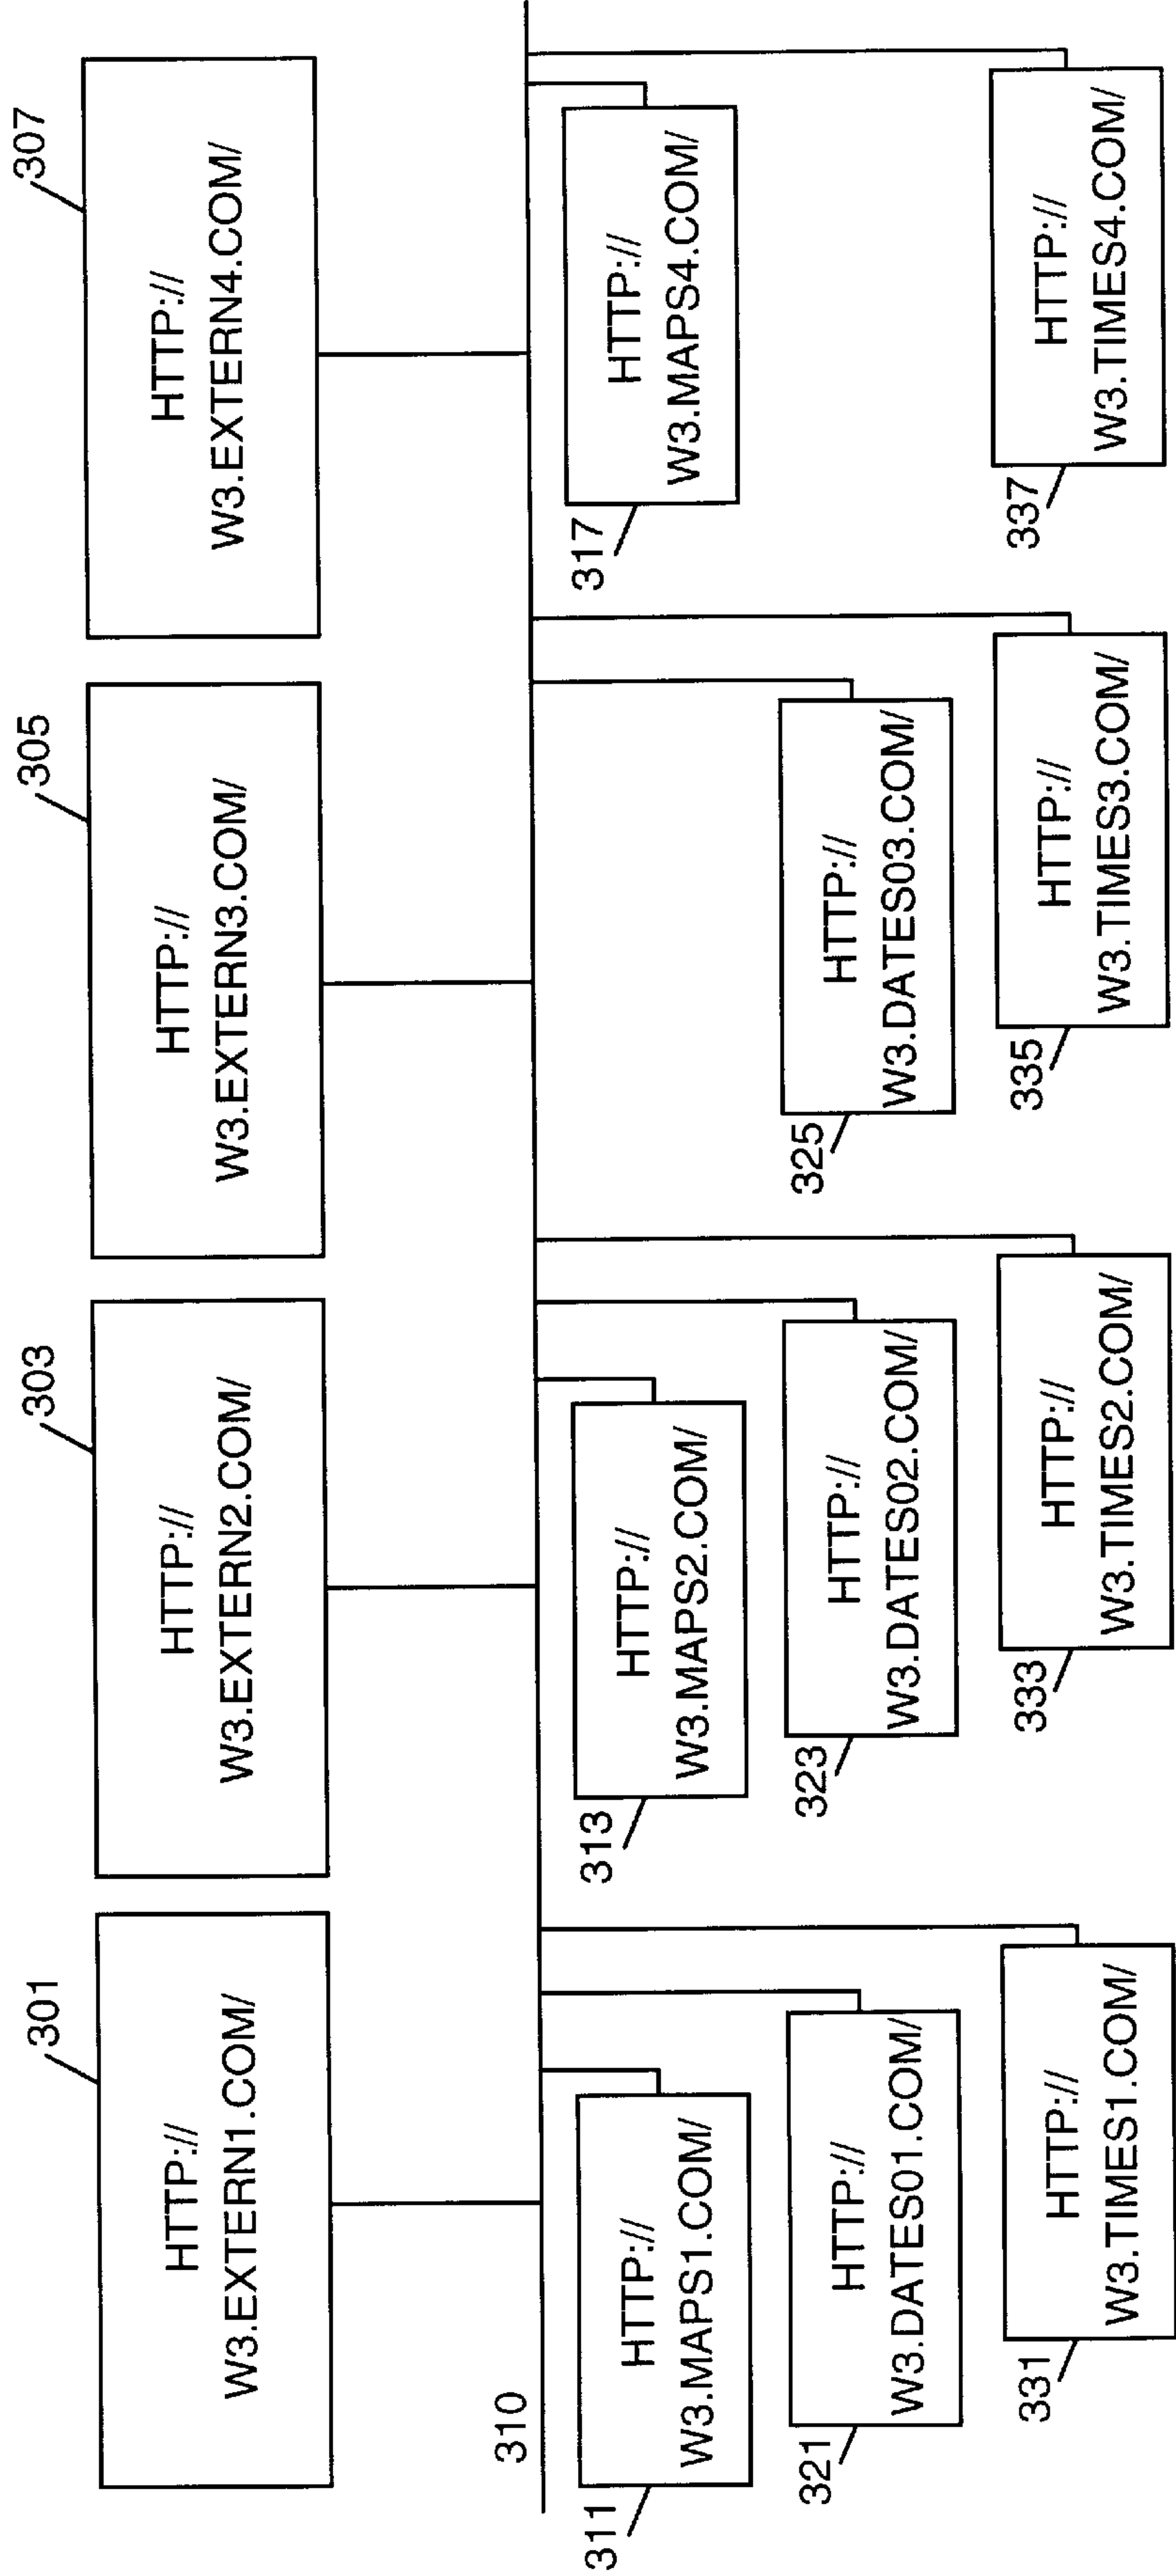 301
HTTP://
W3.EXTERN1.COM/
303
HTTP://
W3.EXTERN2.COM/
305
HTTP://
W3.EXTERN3.COM/
307
HTTP://
W3.EXTERN4.COM/
310
311
HTTP://
W3.MAPS1.COM/
313
HTTP://
W3.MAPS2.COM/
317
HTTP://
W3.MAPS4.COM/
321
HTTP://
W3.DATES01.COM/
323
HTTP://
W3.DATES02.COM/
325
HTTP://
W3.DATES03.COM/
331
HTTP://
W3.TIMES1.COM/
333
HTTP://
W3.TIMES2.COM/
335
HTTP://
W3.TIMES3.COM/
337
HTTP://
W3.TIMES4.COM/